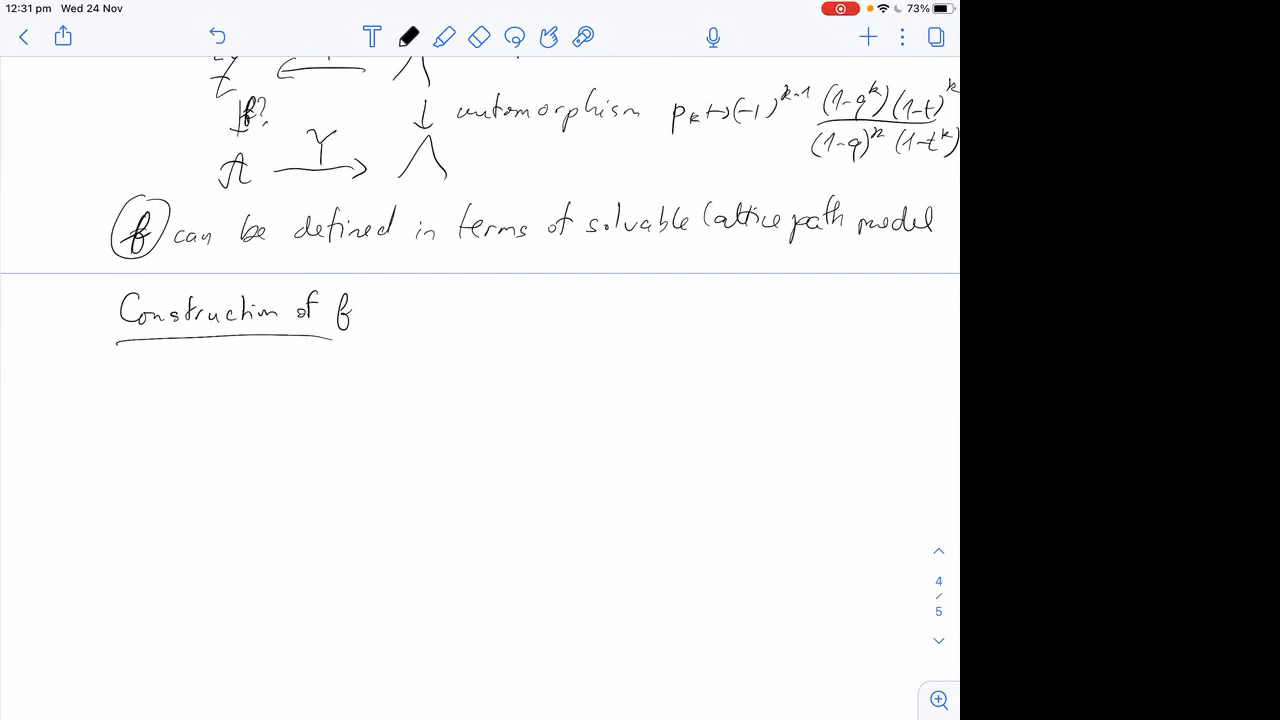 12:31 pm Wed 24 Nov
73%
Z ← Λ
f? ↓ automorphism p_k ↦ (-1)^{k-1} (1-q^k)(1-t)^k / (1-q)^k (1-t^k)
A →^Υ Λ
f can be defined in terms of solvable lattice path model
Construction of f
4
/
5